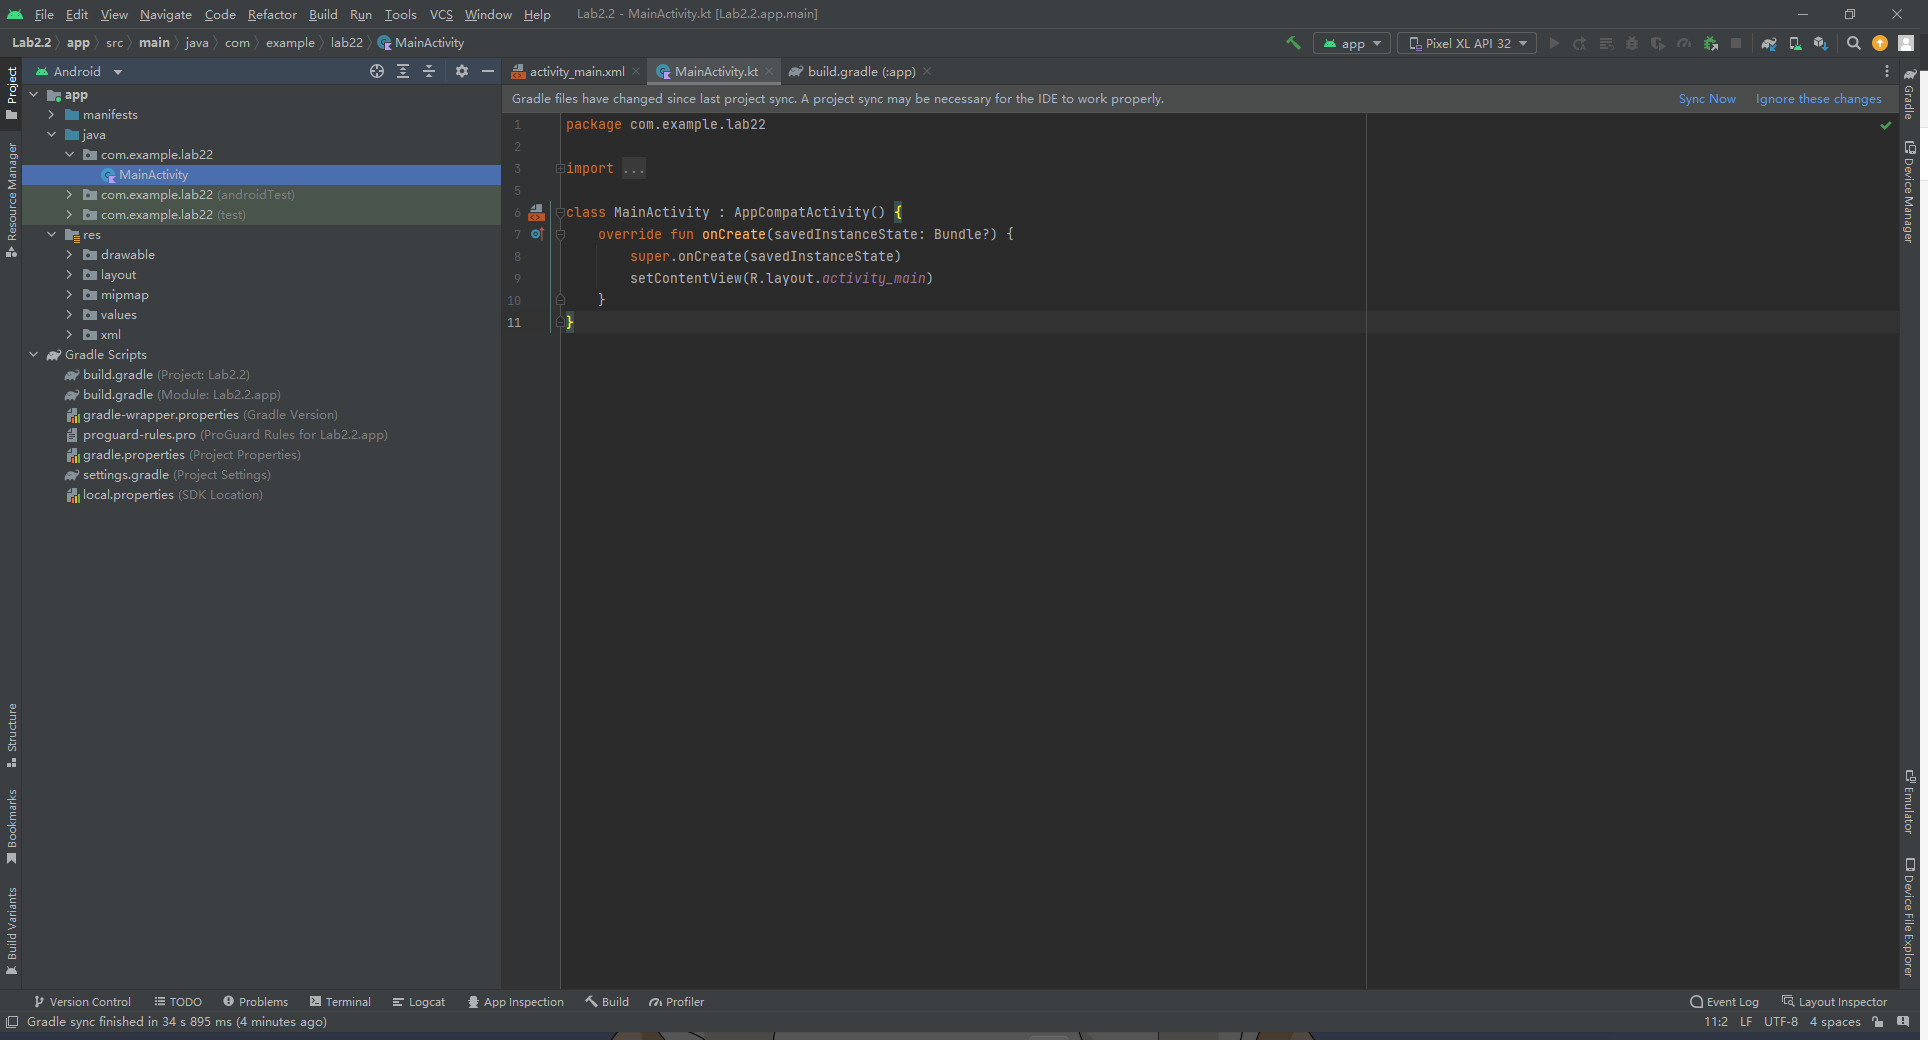 File Edit View Navigate Code Refactor Build Run Tools VCS Window Help Lab2.2 - MainActivity.kt [Lab2.2.app.main]
Lab2.2 app src main java com example lab22 MainActivity app Pixel XL API 32
Android
activity_main.xml MainActivity.kt build.gradle (:app)
Gradle files have changed since last project sync. A project sync may be necessary for the IDE to work properly. Sync Now Ignore these changes
Project
Resource Manager
Structure
Bookmarks
Build Variants
app
manifests
java
com.example.lab22
MainActivity
com.example.lab22 (androidTest)
com.example.lab22 (test)
res
drawable
layout
mipmap
values
xml
Gradle Scripts
build.gradle (Project: Lab2.2)
build.gradle (Module: Lab2.2.app)
gradle-wrapper.properties (Gradle Version)
proguard-rules.pro (ProGuard Rules for Lab2.2.app)
gradle.properties (Project Properties)
settings.gradle (Project Settings)
local.properties (SDK Location)
1 package com.example.lab22
2
3 import ...
5
6 class MainActivity : AppCompatActivity() {
7 override fun onCreate(savedInstanceState: Bundle?) {
8 super.onCreate(savedInstanceState)
9 setContentView(R.layout.activity_main)
10 }
11 }
Gradle
Device Manager
Emulator
Device File Explorer
Version Control TODO Problems Terminal Logcat App Inspection Build Profiler Event Log Layout Inspector
Gradle sync finished in 34 s 895 ms (4 minutes ago) 11:2 LF UTF-8 4 spaces